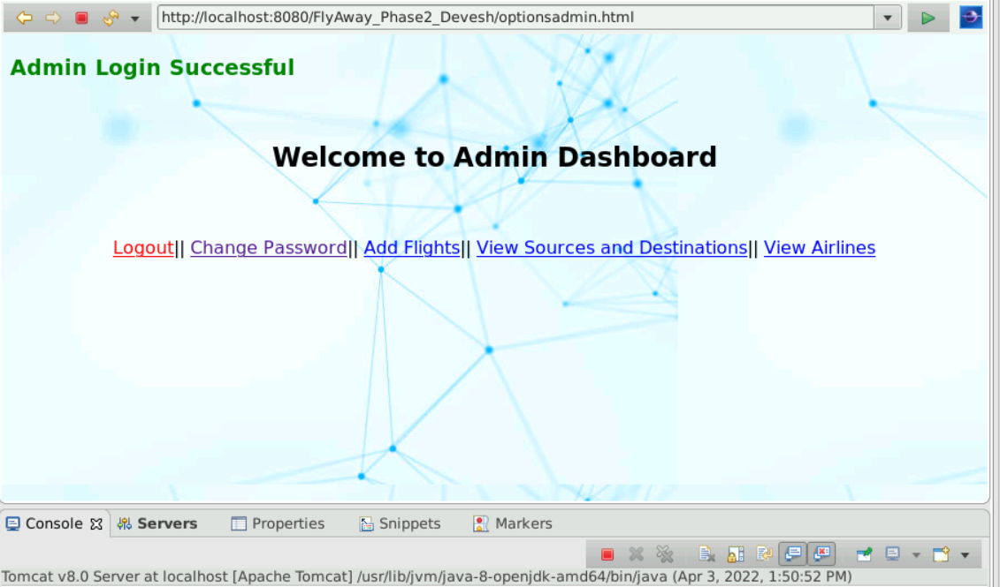 http://localhost:8080/FlyAway_Phase2_Devesh/optionsadmin.html
Admin Login Successful
Welcome to Admin Dashboard
Logout|| Change Password|| Add Flights|| View Sources and Destinations|| View Airlines
Console Servers Properties Snippets Markers
Tomcat v8.0 Server at localhost [Apache Tomcat] /usr/lib/jvm/java-8-openjdk-amd64/bin/java (Apr 3, 2022, 1:50:52 PM)